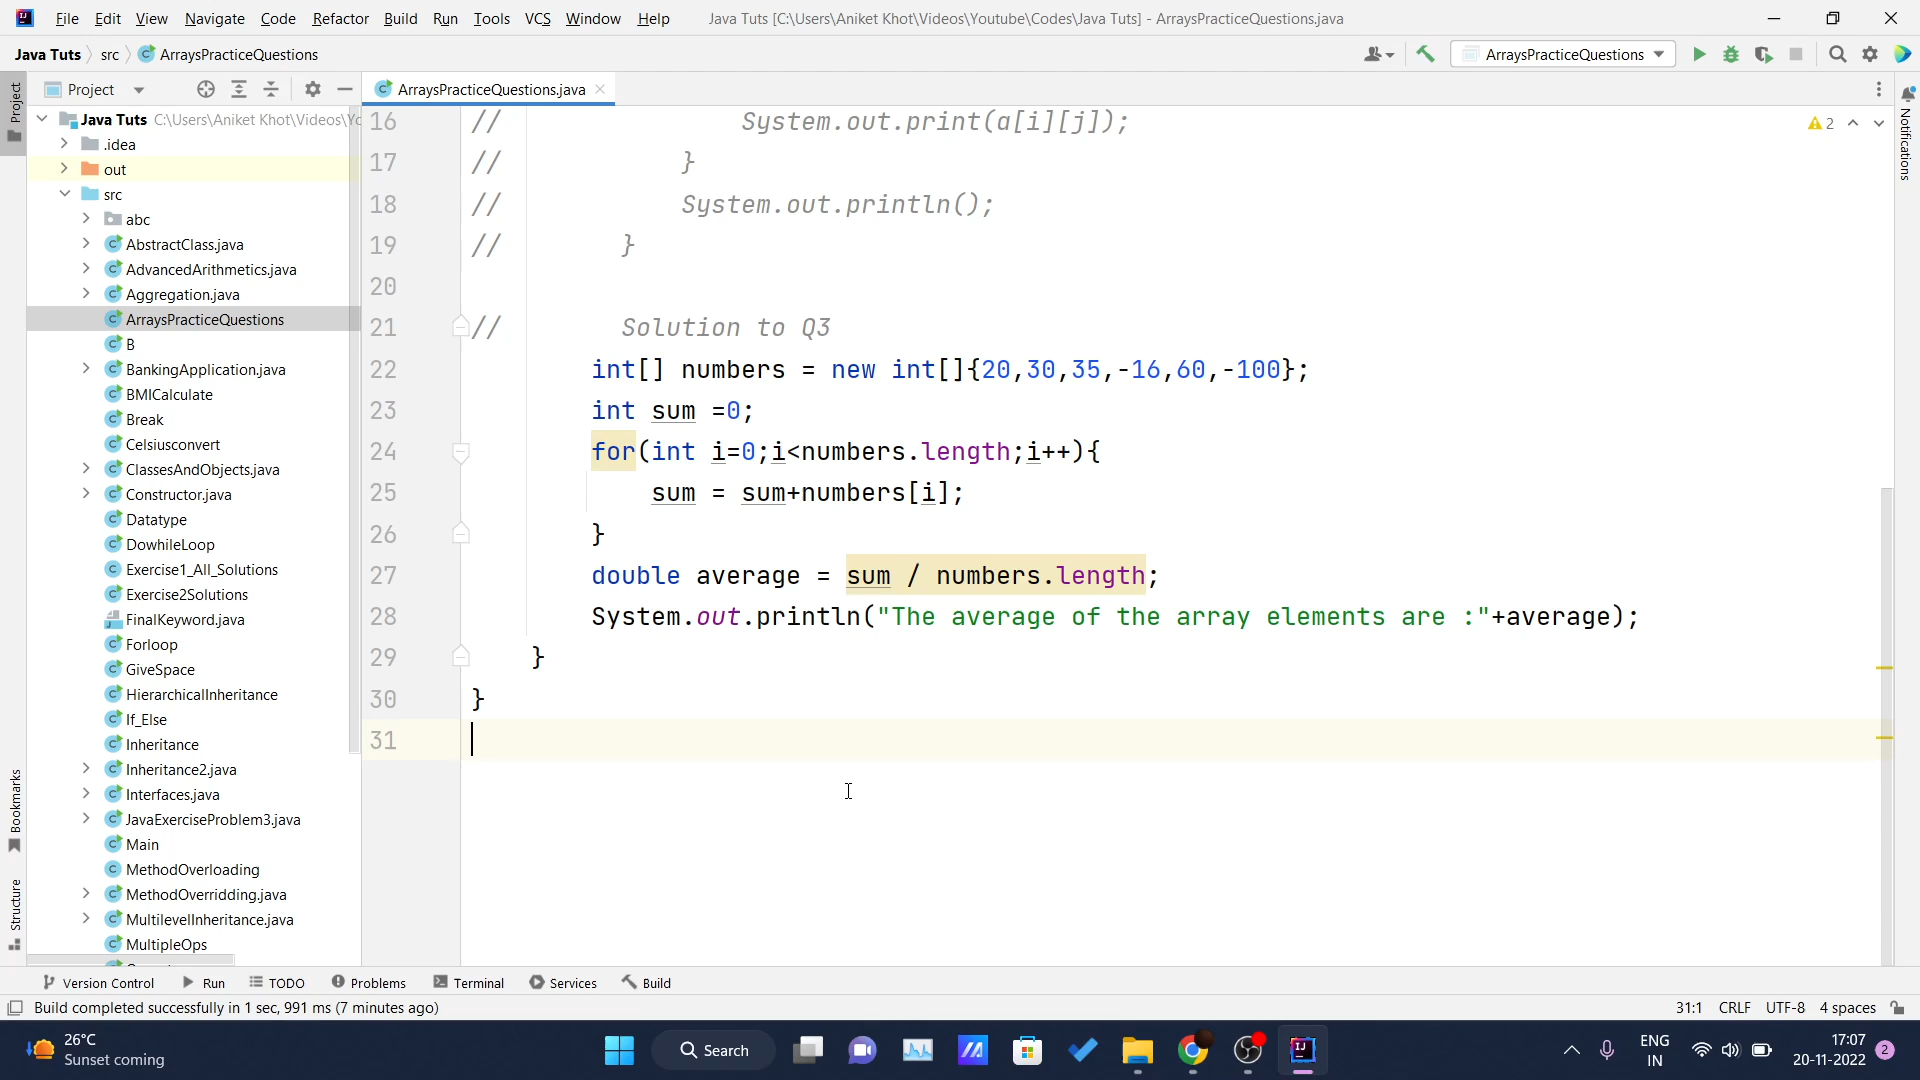 File Edit View Navigate Code Refactor Build Run Tools VCS Window Help Java Tuts [C:\Users\Aniket Khot\Videos\Youtube\Codes\Java Tuts] - ArraysPracticeQuestions.java
Java Tuts src ArraysPracticeQuestions ArraysPracticeQuestions
Project
Project ArraysPracticeQuestions.java
Java Tuts C:\Users\Aniket Khot\Videos\Yo
.idea
out
src
abc
AbstractClass.java
AdvancedArithmetics.java
Aggregation.java
ArraysPracticeQuestions
B
BankingApplication.java
BMICalculate
Break
Celsiusconvert
ClassesAndObjects.java
Constructor.java
Datatype
DowhileLoop
Exercise1_All_Solutions
Exercise2Solutions
FinalKeyword.java
Forloop
GiveSpace
HierarchicalInheritance
If_Else
Inheritance
Inheritance2.java
Interfaces.java
JavaExerciseProblem3.java
Main
MethodOverloading
MethodOverridding.java
MultilevelInheritance.java
MultipleOps
Bookmarks
Structure
16 // System.out.print(a[i][j]);
17 // }
18 // System.out.println();
19 // }
20
21 // Solution to Q3
22 int[] numbers = new int[]{20,30,35,-16,60,-100};
23 int sum =0;
24 for(int i=0;i<numbers.length;i++){
25 sum = sum+numbers[i];
26 }
27 double average = sum / numbers.length;
28 System.out.println("The average of the array elements are :"+average);
29 }
30 }
31
2
Notifications
Version Control Run TODO Problems Terminal Services Build
Build completed successfully in 1 sec, 991 ms (7 minutes ago) 31:1 CRLF UTF-8 4 spaces
26°C
Sunset coming
Search
ENG
IN
17:07
20-11-2022
2